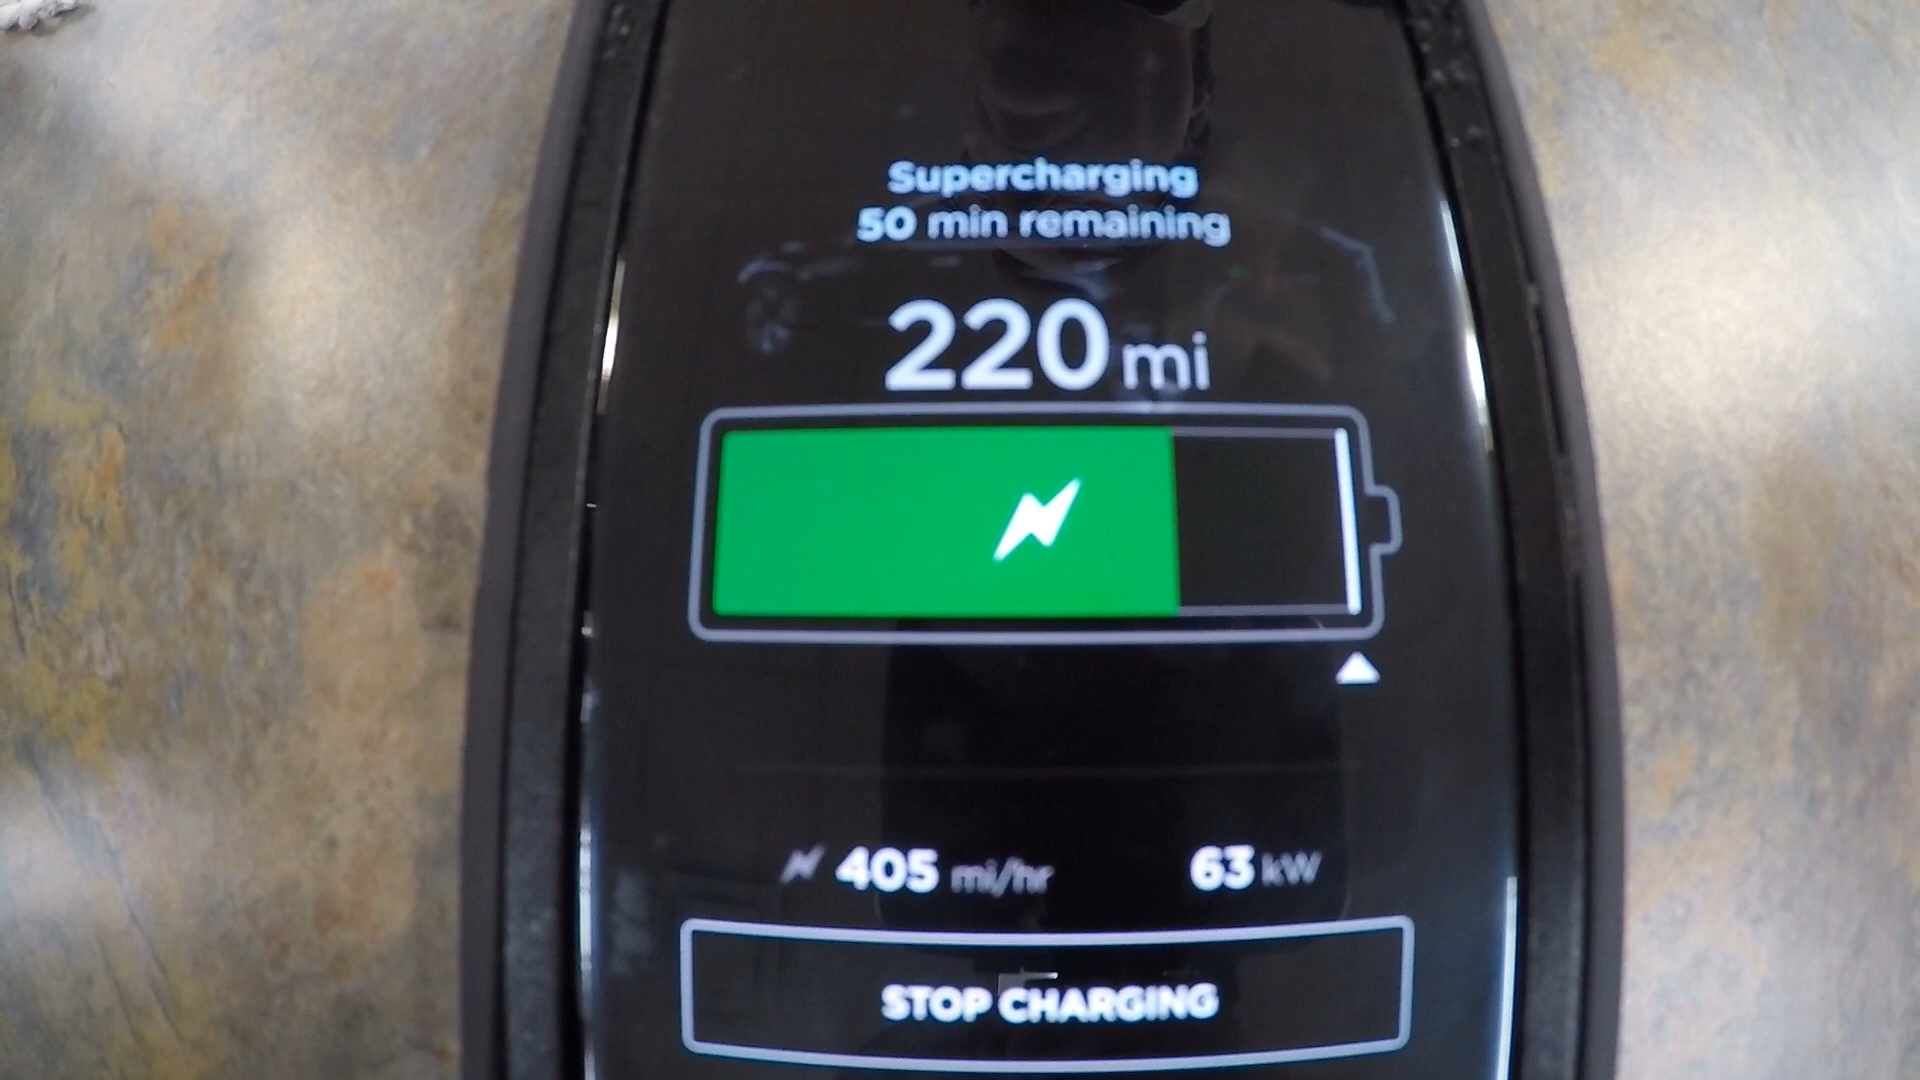 Supercharging
50 min remaining
220 mi
405 mi/hr 63 kW
STOP CHARGING